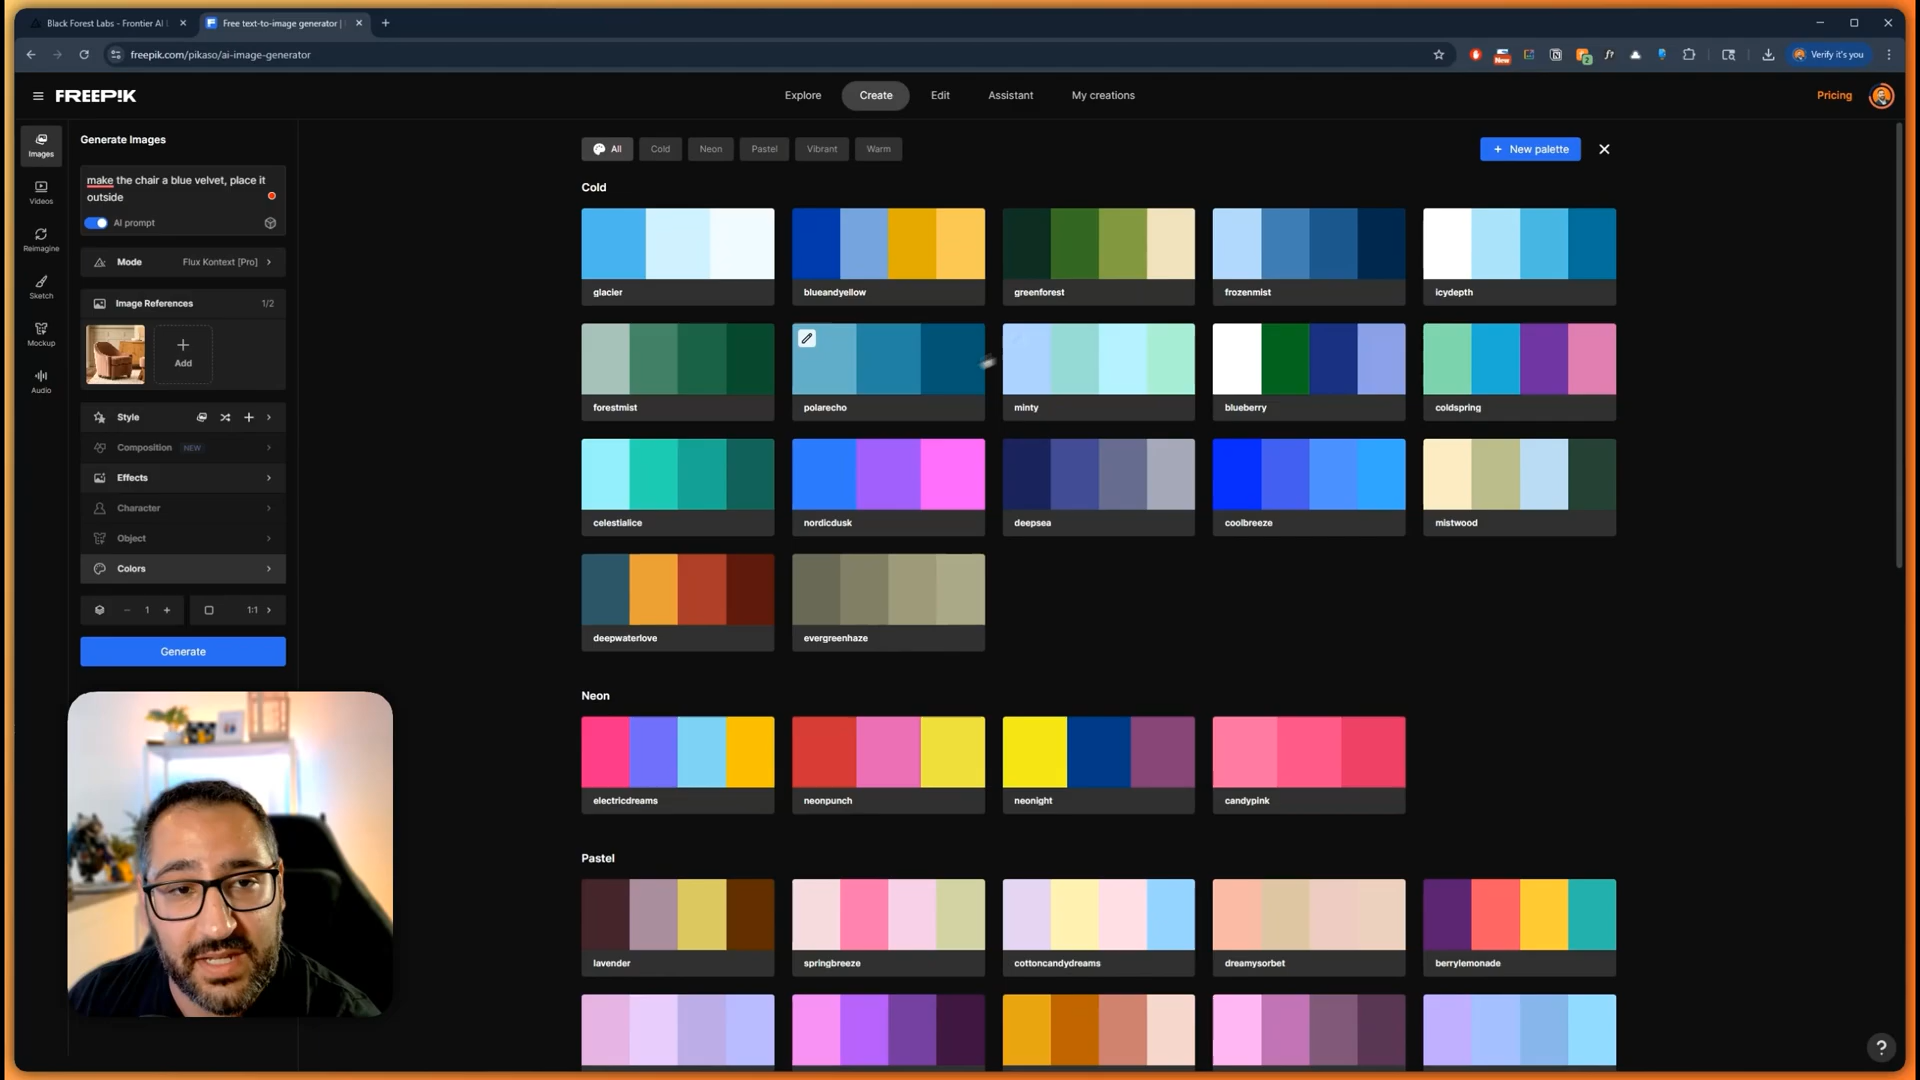 Black Forest Labs - Frontier AI L
Free text-to-image generator |
freepik.com/pikaso/ai-image-generator
New
2
f?
Verify it's you
FREEPIK
Explore
Create
Edit
Assistant
My creations
Pricing
Images
Videos
Reimagine
Sketch
Mockup
Audio
Generate Images
make the chair a blue velvet, place it
outside
AI prompt
Mode
Flux Kontext [Pro]
Image References
1/2
Add
Style
Composition NEW
Effects
Character
Object
Colors
1
1:1
Generate
All
Cold
Neon
Pastel
Vibrant
Warm
+ New palette
Cold
glacier
blueandyellow
greenforest
frozenmist
icydepth
forestmist
polarecho
minty
blueberry
coldspring
celestialice
nordicdusk
deepsea
coolbreeze
mistwood
deepwaterlove
evergreenhaze
Neon
electricdreams
neonpunch
neonight
candypink
Pastel
lavender
springbreeze
cottoncandydreams
dreamysorbet
berrylemonade
?